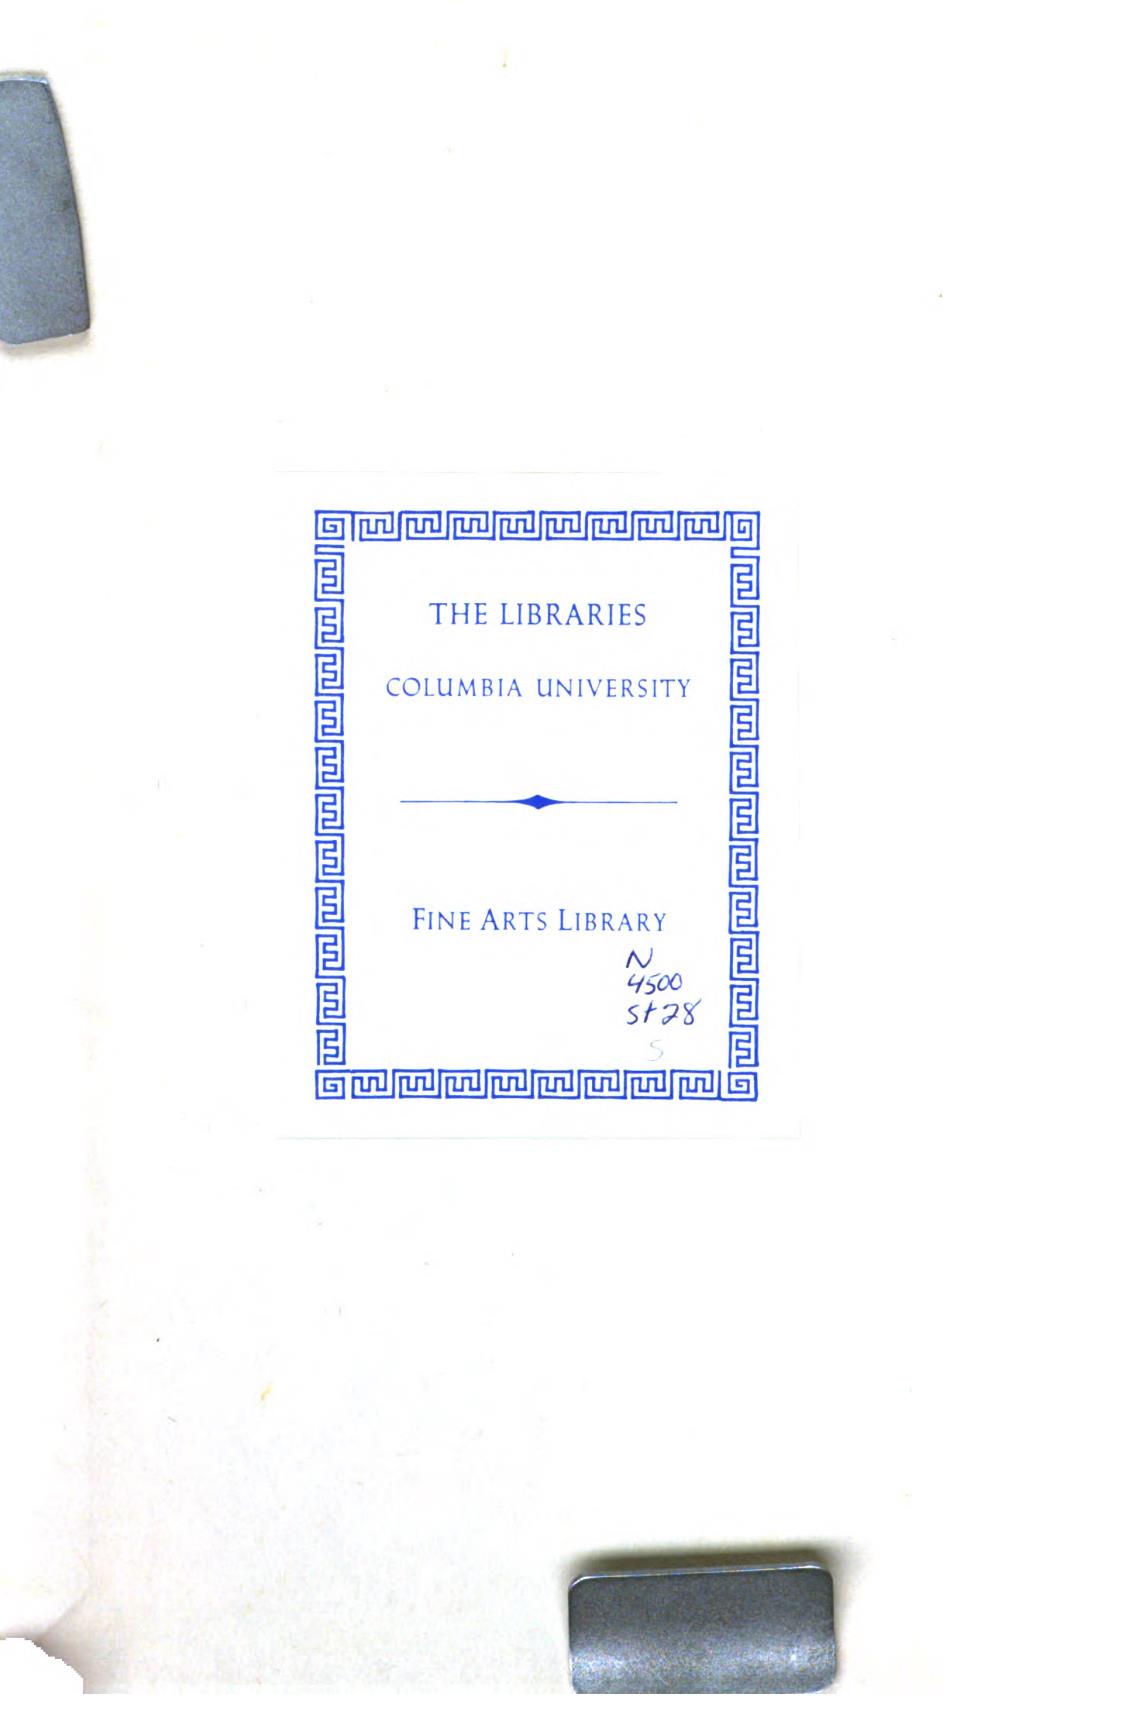 THE LIBRARIES
COLUMBIA UNIVERSITY
FINE ARTS LIBRARY
N
4500
St28
S